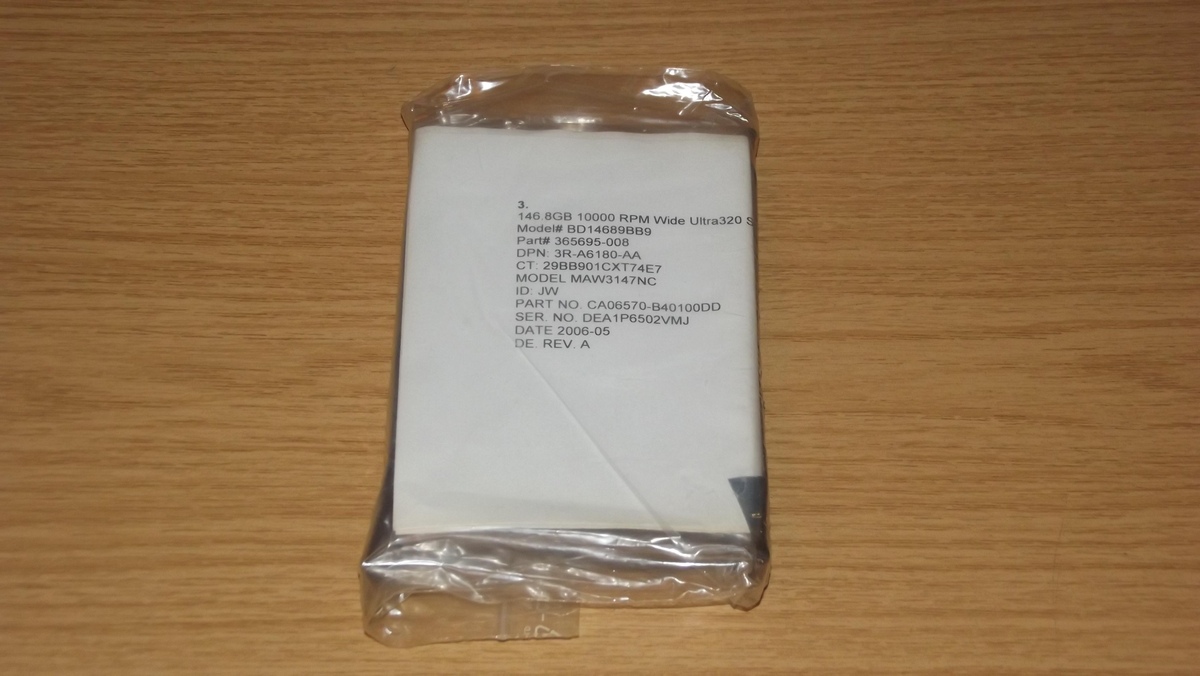 3.
146.8GB 10000 RPM Wide Ultra320 S
Model# BD14689BB9
Part# 365695-008
DPN: 3R-A6180-AA
CT: 29BB901CXT74E7
MODEL MAW3147NC
ID: JW
PART NO. CA06570-B40100DD
SER. NO. DEA1P6502VMJ
DATE 2006-05
DE. REV. A